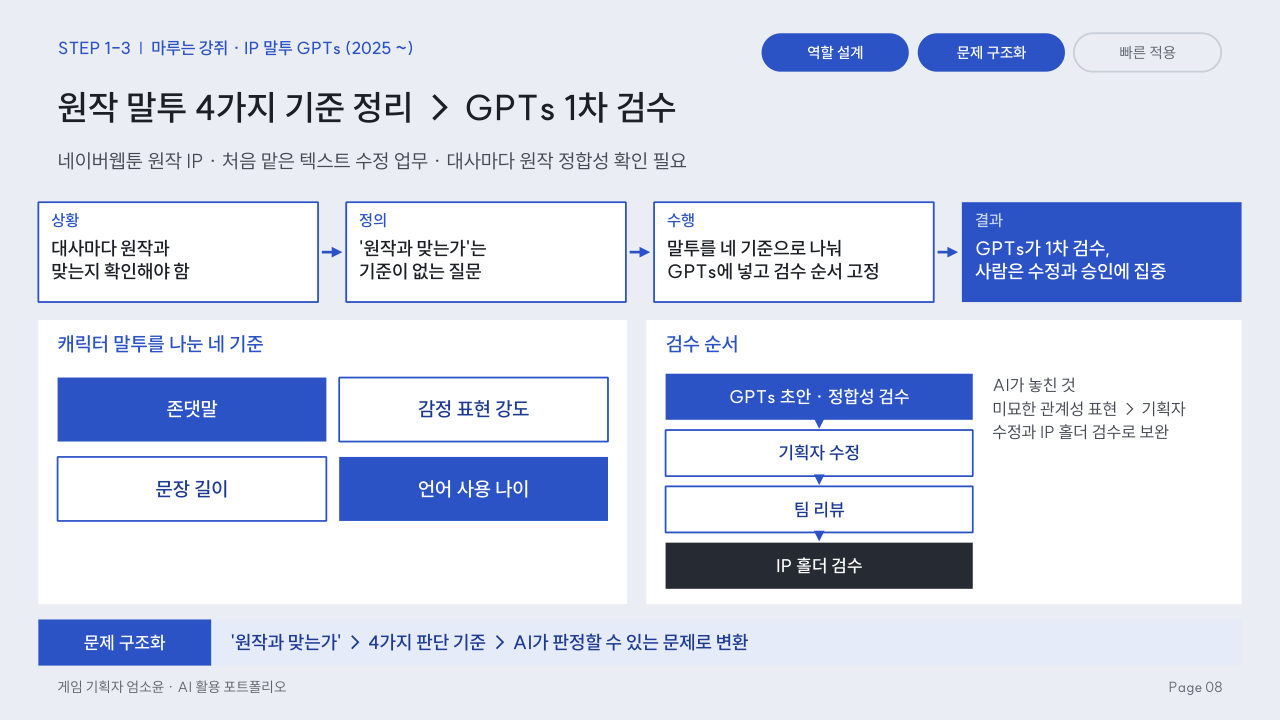 STEP 1-3 | 마루는 강쥐 · IP 말투 GPTs (2025 ~)
역할 설계
문제 구조화
빠른 적용
원작 말투 4가지 기준 정리 > GPTs 1차 검수
네이버웹툰 원작 IP · 처음 맡은 텍스트 수정 업무 · 대사마다 원작 정합성 확인 필요
상황
대사마다 원작과
맞는지 확인해야 함
정의
'원작과 맞는가'는
기준이 없는 질문
수행
말투를 네 기준으로 나눠
GPTs에 넣고 검수 순서 고정
결과
GPTs가 1차 검수,
사람은 수정과 승인에 집중
캐릭터 말투를 나눈 네 기준
존댓말
감정 표현 강도
문장 길이
언어 사용 나이
검수 순서
GPTs 초안 · 정합성 검수
기획자 수정
팀 리뷰
IP 홀더 검수
AI가 놓친 것
미묘한 관계성 표현 > 기획자
수정과 IP 홀더 검수로 보완
문제 구조화
'원작과 맞는가' > 4가지 판단 기준 > AI가 판정할 수 있는 문제로 변환
게임 기획자 엄소윤 · AI 활용 포트폴리오
Page 08